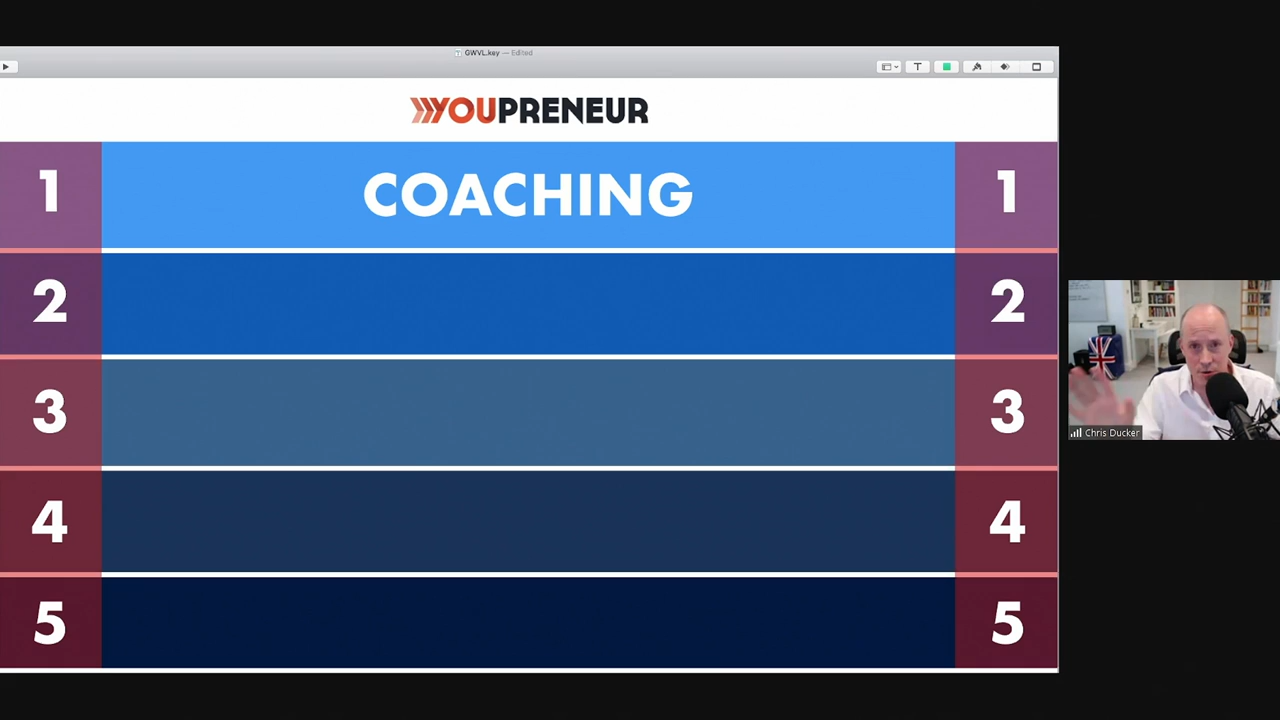 GWVL.key — Edited
YOUPRENEUR
1 COACHING 1
2 2
3 3
4 4
5 5
Chris Ducker